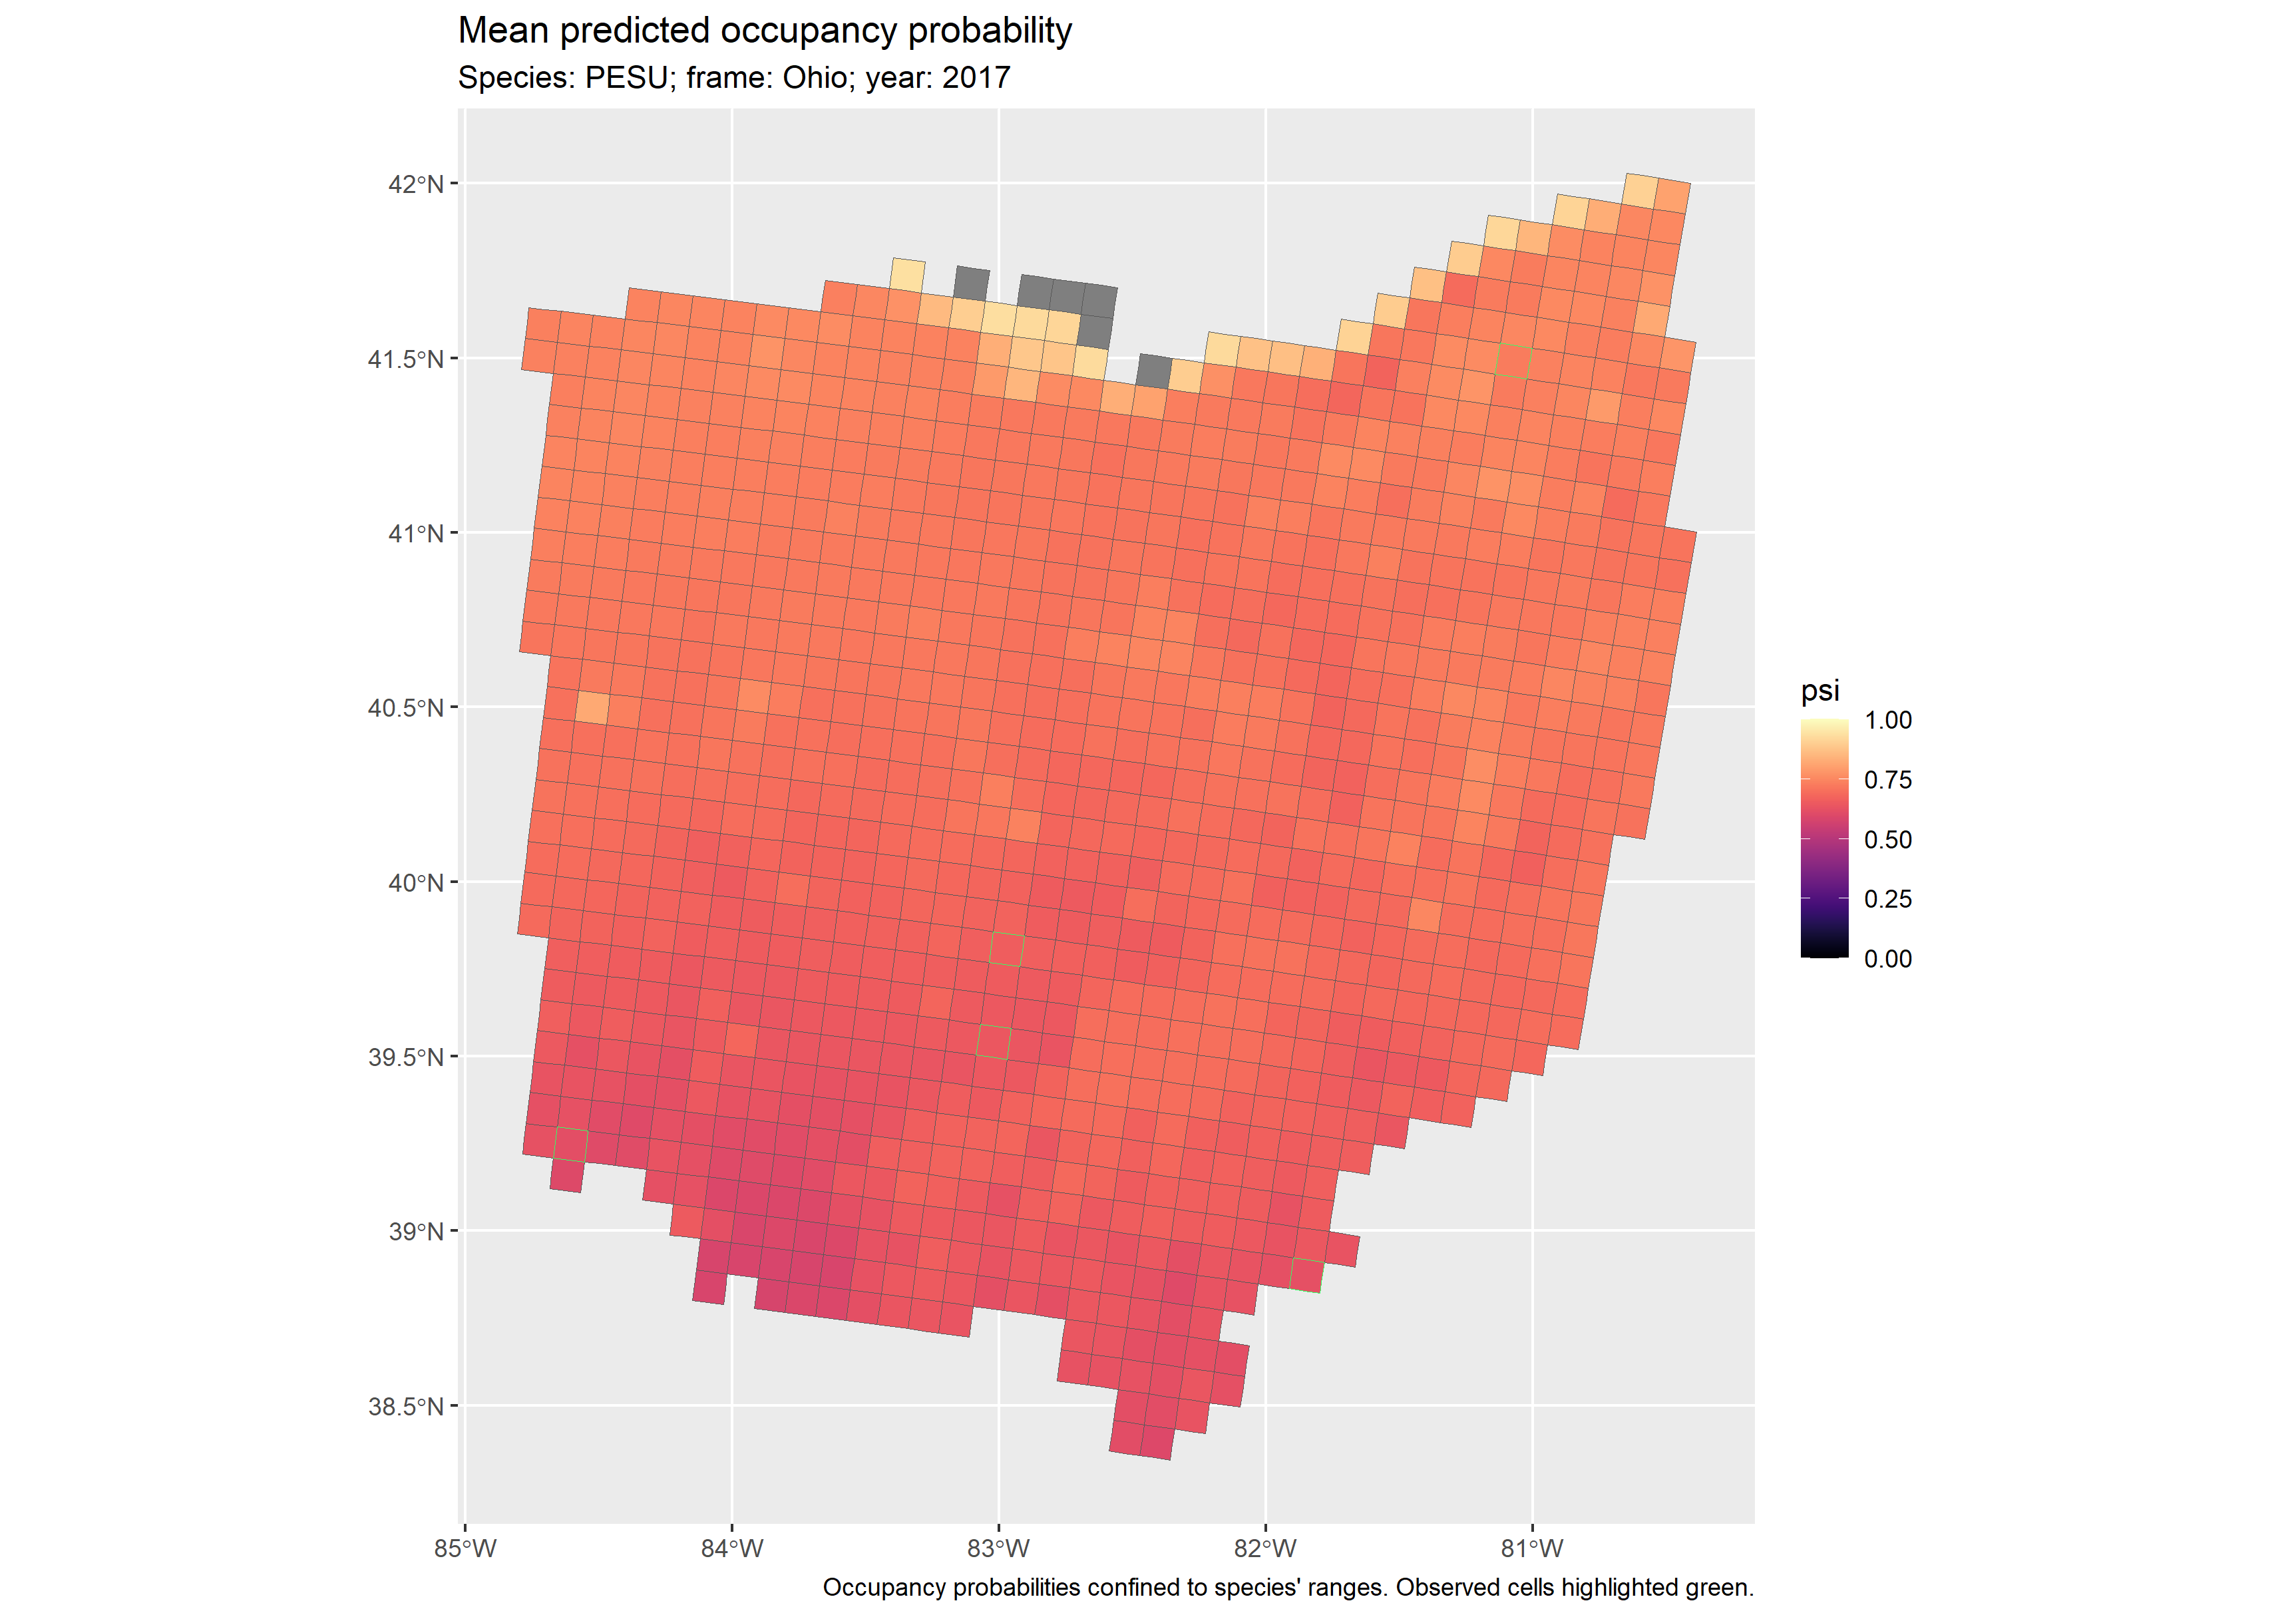 Mean predicted occupancy probability
Species: PESU; frame: Ohio; year: 2017
42°N
41.5°N
41°N
40.5°N
40°N
39.5°N
39°N
38.5°N
85°W
84°W
83°W
82°W
81°W
psi
1.00
0.75
0.50
0.25
0.00
Occupancy probabilities confined to species' ranges. Observed cells highlighted green.